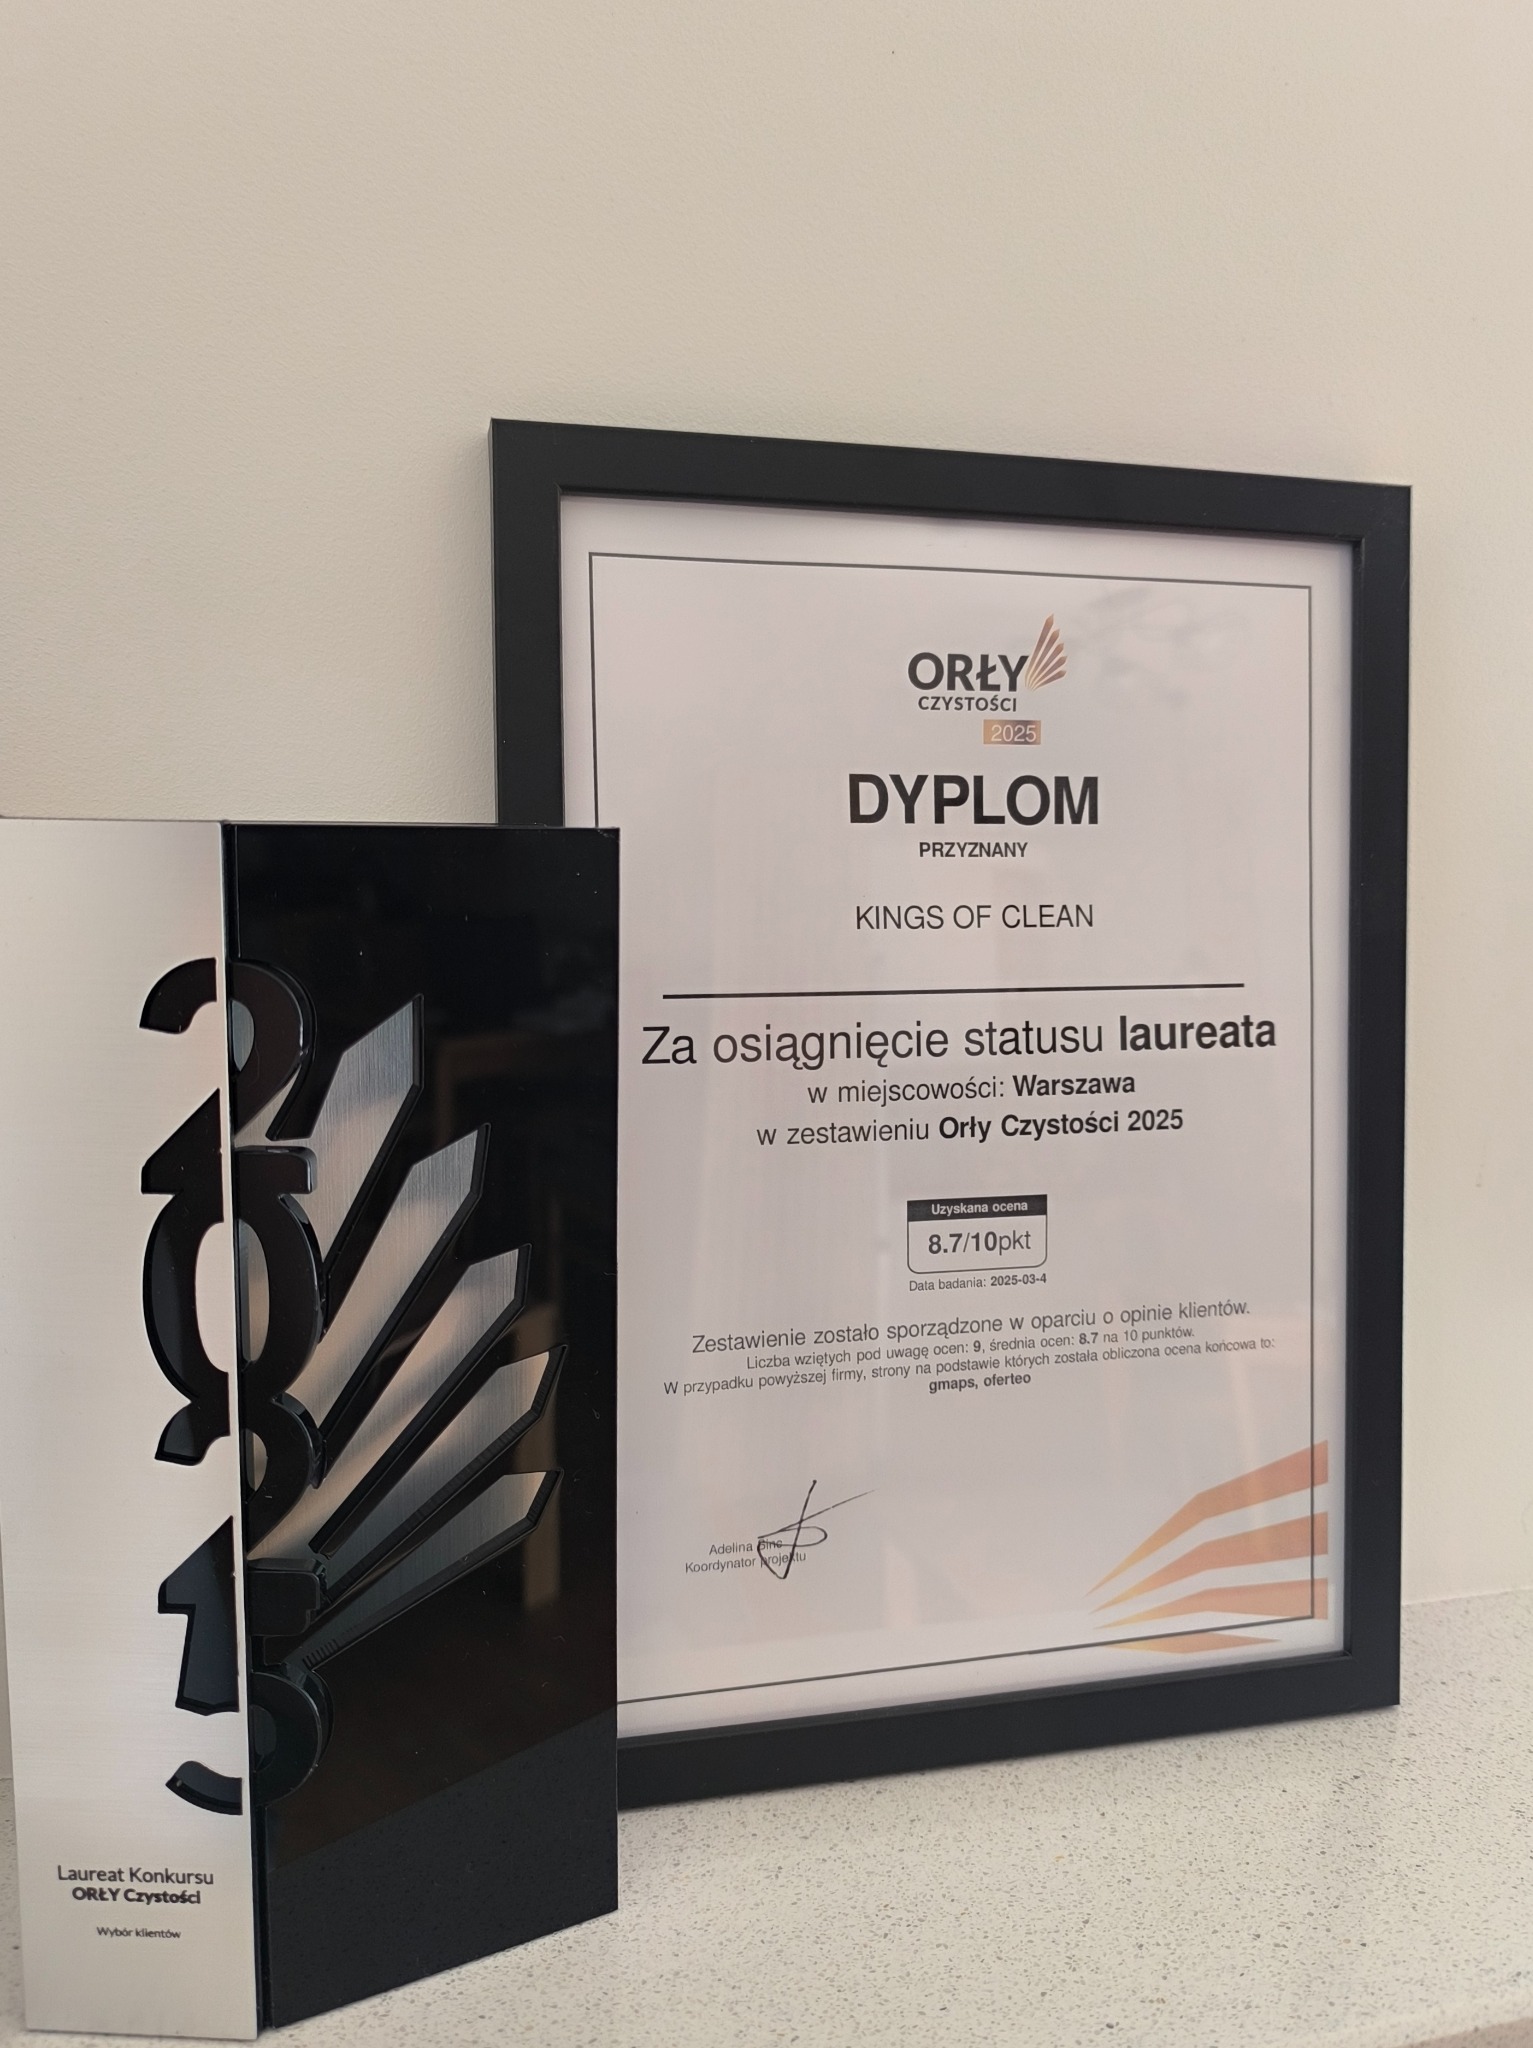 ORŁY
CZYSTOŚCI
2025
DYPLOM
PRZYZNANY
KINGS OF CLEAN
Za osiągnięcie statusu laureata
w miejscowości: Warszawa
w zestawieniu Orły Czystości 2025
Uzyskana ocena
8.7/10pkt
Data badania: 2025-03-4
Zestawienie zostało sporządzone w oparciu o opinie klientów.
Liczba wziętych pod uwagę ocen: 9, średnia ocen: 8.7 na 10 punktów.
W przypadku powyższej firmy, strony na podstawie których została obliczona ocena końcowa to:
gmaps, oferteo
Adelina
Koordynator projektu
2025
Laureat Konkursu
ORŁY Czystości
Wybór klientów